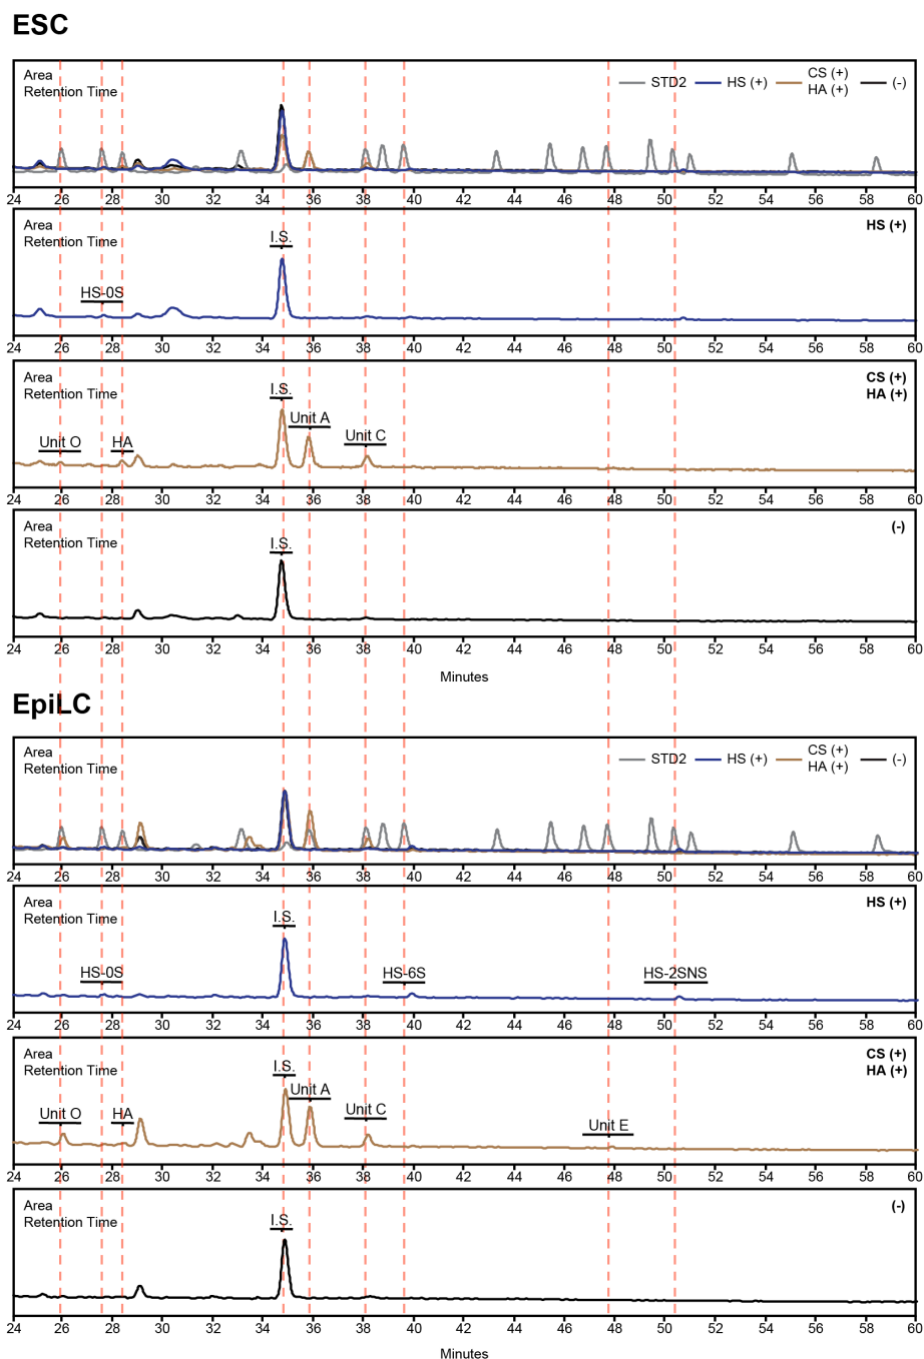 ESC
Area
Retention Time
STD2 HS (+) CS (+) HA (+) (-)
24 26 28 30 32 34 36 38 40 42 44 46 48 50 52 54 56 58 60
Area
Retention Time
HS (+)
I.S.
HS-0S
24 26 28 30 32 34 36 38 40 42 44 46 48 50 52 54 56 58 60
Area
Retention Time
CS (+)
HA (+)
I.S.
Unit A
Unit O HA Unit C
24 26 28 30 32 34 36 38 40 42 44 46 48 50 52 54 56 58 60
Area
Retention Time
(-)
I.S.
24 26 28 30 32 34 36 38 40 42 44 46 48 50 52 54 56 58 60
Minutes
EpiLC
Area
Retention Time
STD2 HS (+) CS (+) HA (+) (-)
24 26 28 30 32 34 36 38 40 42 44 46 48 50 52 54 56 58 60
Area
Retention Time
HS (+)
I.S.
HS-0S HS-6S HS-2SNS
24 26 28 30 32 34 36 38 40 42 44 46 48 50 52 54 56 58 60
Area
Retention Time
CS (+)
HA (+)
I.S.
Unit A
Unit O HA Unit C Unit E
24 26 28 30 32 34 36 38 40 42 44 46 48 50 52 54 56 58 60
Area
Retention Time
(-)
I.S.
24 26 28 30 32 34 36 38 40 42 44 46 48 50 52 54 56 58 60
Minutes